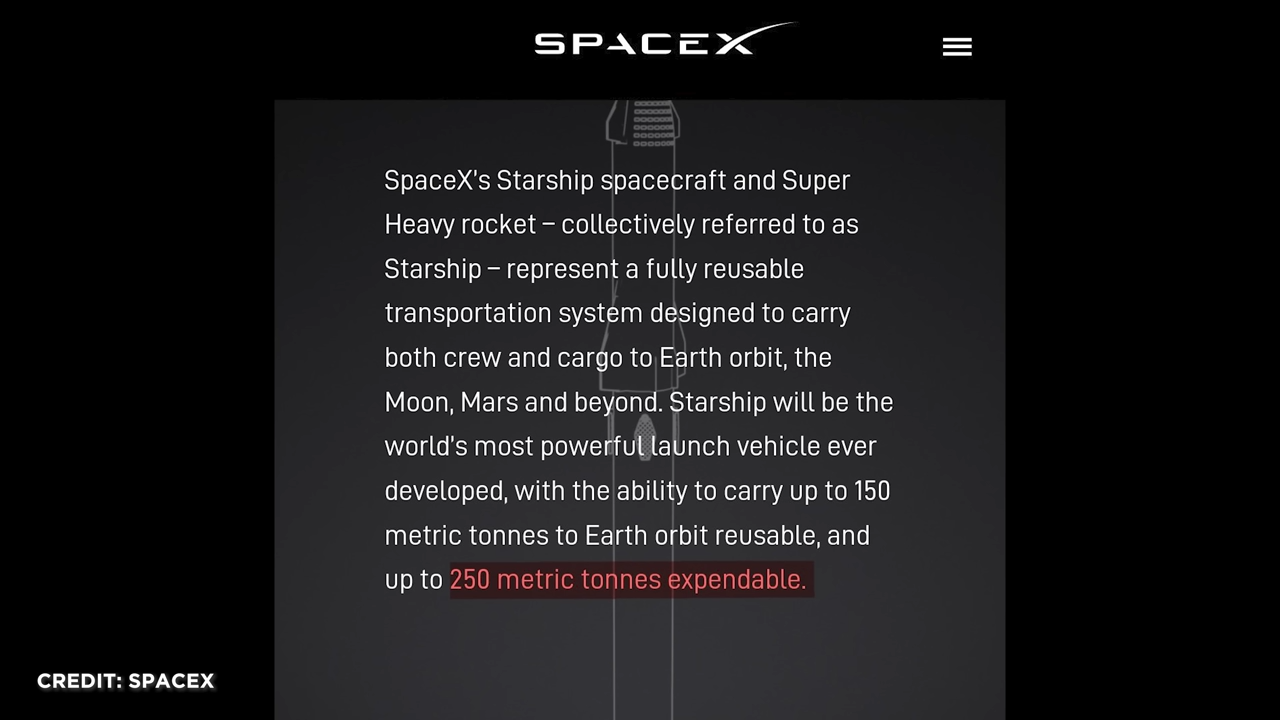 SPACEX
SpaceX's Starship spacecraft and Super
Heavy rocket – collectively referred to as
Starship – represent a fully reusable
transportation system designed to carry
both crew and cargo to Earth orbit, the
Moon, Mars and beyond. Starship will be the
world's most powerful launch vehicle ever
developed, with the ability to carry up to 150
metric tonnes to Earth orbit reusable, and
up to 250 metric tonnes expendable.
CREDIT: SPACEX